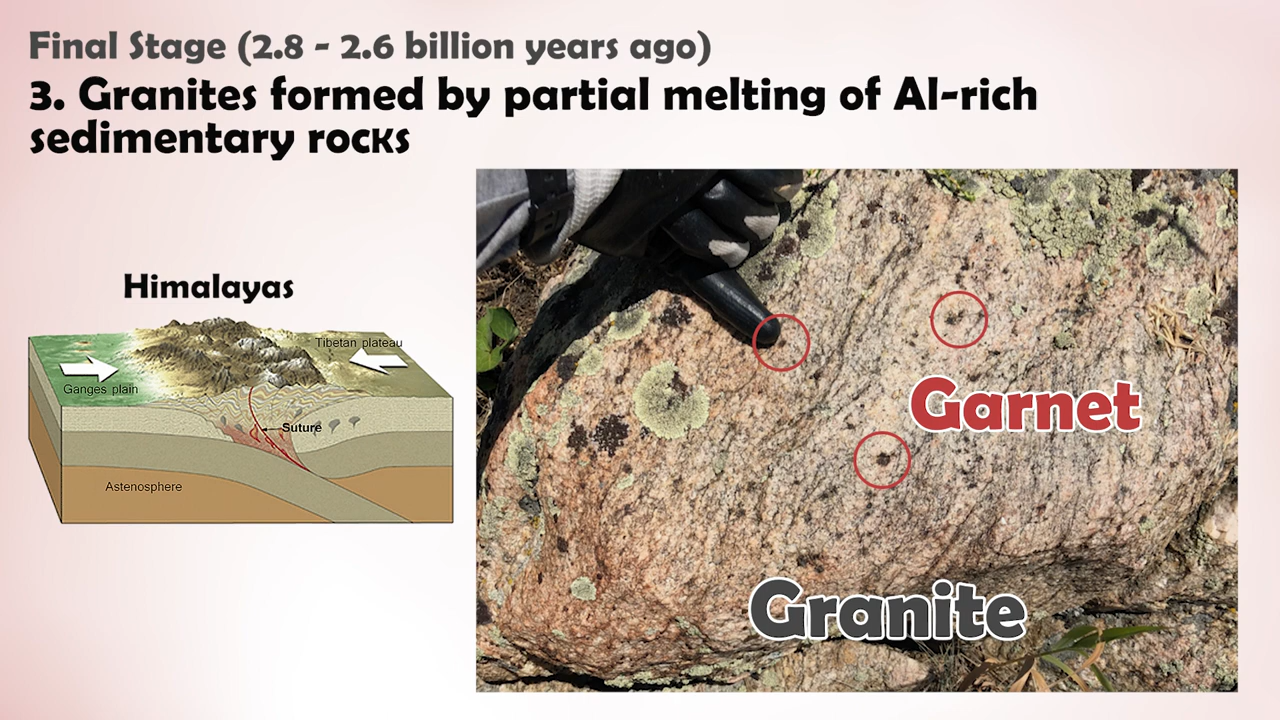 Final Stage (2.8 - 2.6 billion years ago)
3. Granites formed by partial melting of Al-rich
sedimentary rocks
Himalayas
Tibetan plateau
Ganges plain
Suture
Astenosphere
Garnet
Granite